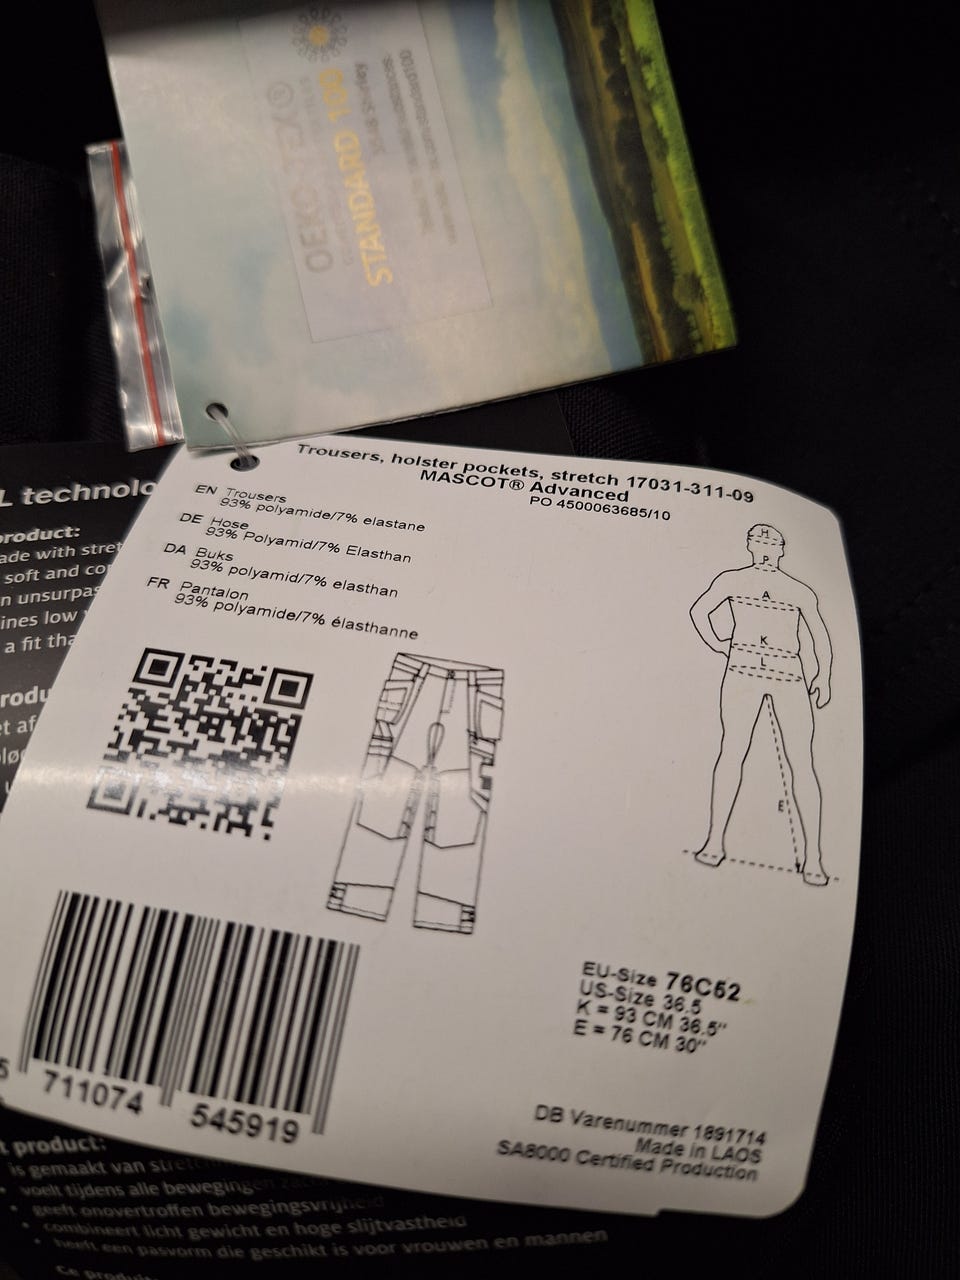 OEKO-TEX®
STANDARD 100
L technolo
product:
ade with stret
soft and co
n unsurpas
ines low
a fit tha
Trousers, holster pockets, stretch 17031-311-09
MASCOT® Advanced
PO 4500063685/10
EN Trousers
93% polyamide/7% elastane
DE Hose
93% Polyamid/7% Elasthan
DA Buks
93% polyamid/7% elasthan
FR Pantalon
93% polyamide/7% élasthanne
H
P
A
K
L
E
EU-Size 76C52
US-Size 36.5
K = 93 CM 36.5"
E = 76 CM 30"
5 711074 545919
DB Varenummer 1891714
Made in LAOS
SA8000 Certified Production
t product:
is gemaakt van stret
voelt tijdens alle bewegingen
geeft onovertroffen bewegingsvrijheid
combineert licht gewicht en hoge slijtvastheid
heeft een pasvorm die geschikt is voor vrouwen en mannen
Ce produit